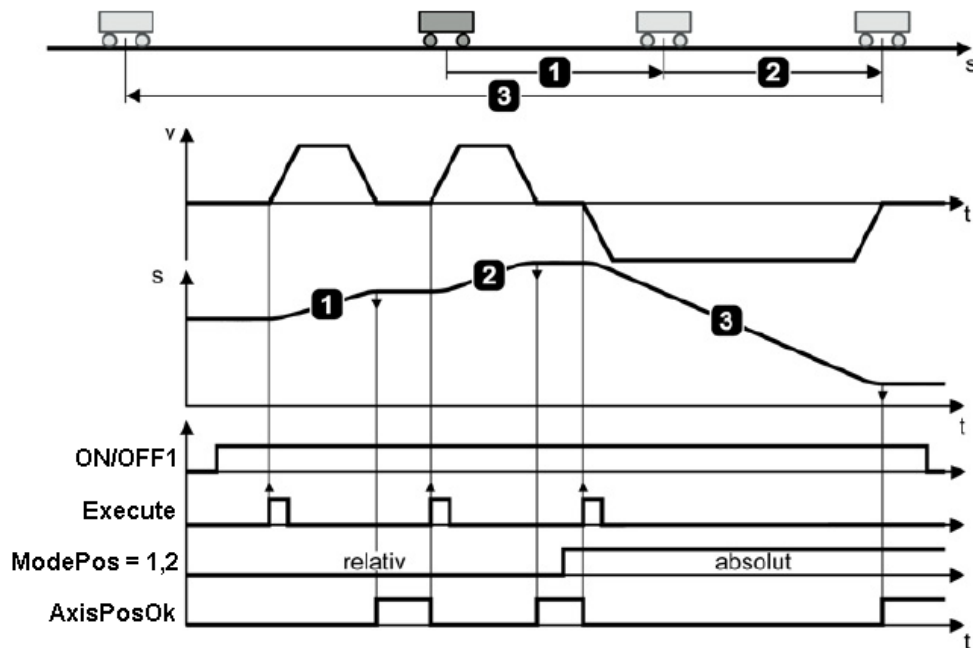 s
1
2
3
v
t
s
1
2
3
t
ON/OFF1
Execute
ModePos = 1,2
relativ
absolut
AxisPosOk
t